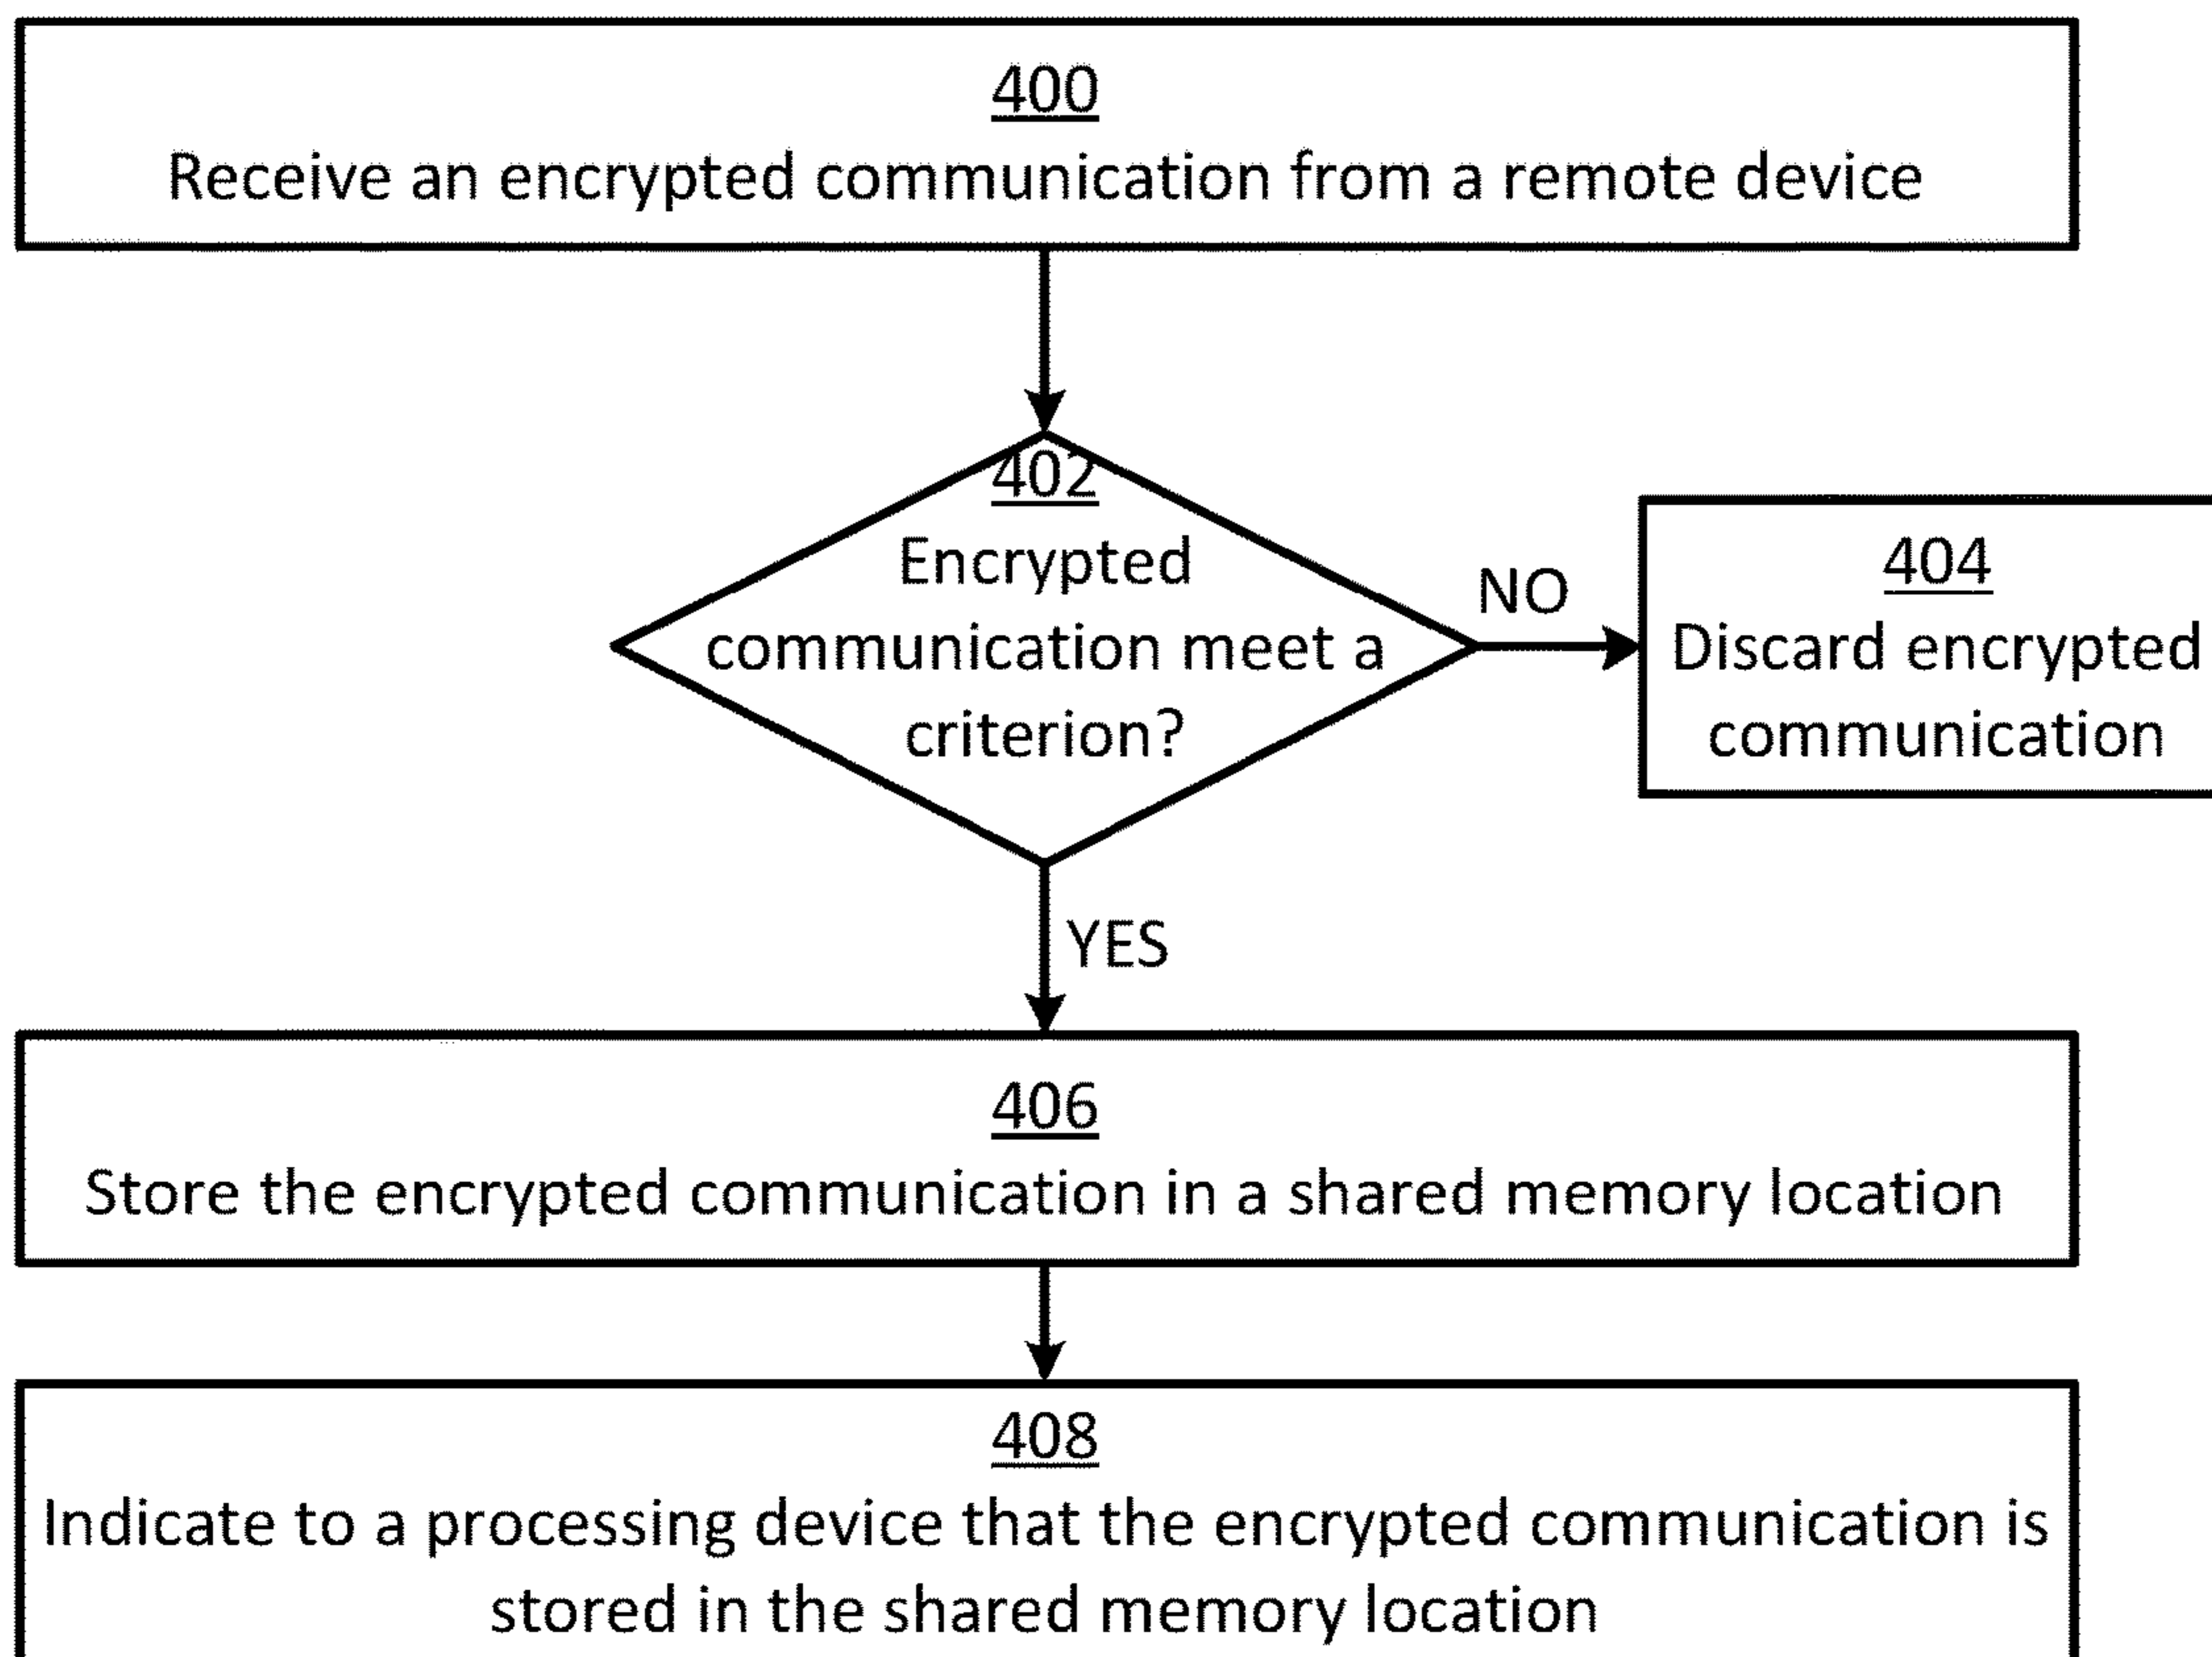 400
Receive an encrypted communication from a remote device
402
Encrypted
communication meet a
criterion?
NO
404
Discard encrypted
communication
YES
406
Store the encrypted communication in a shared memory location
408
Indicate to a processing device that the encrypted communication is
stored in the shared memory location